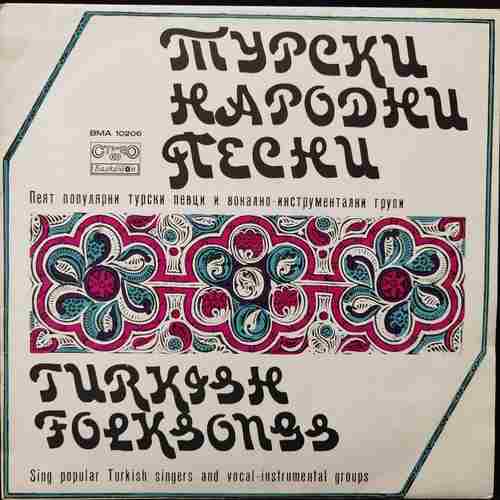 ТУРСКИ
НАРОДНИ
ПЕСНИ
ВМА 10206
СТЕРЕО
Балкантон
Пеят популярни турски певци и вокално-инструментални групи
TURKISH
FOLKSONGS
Sing popular Turkish singers and vocal-instrumental groups